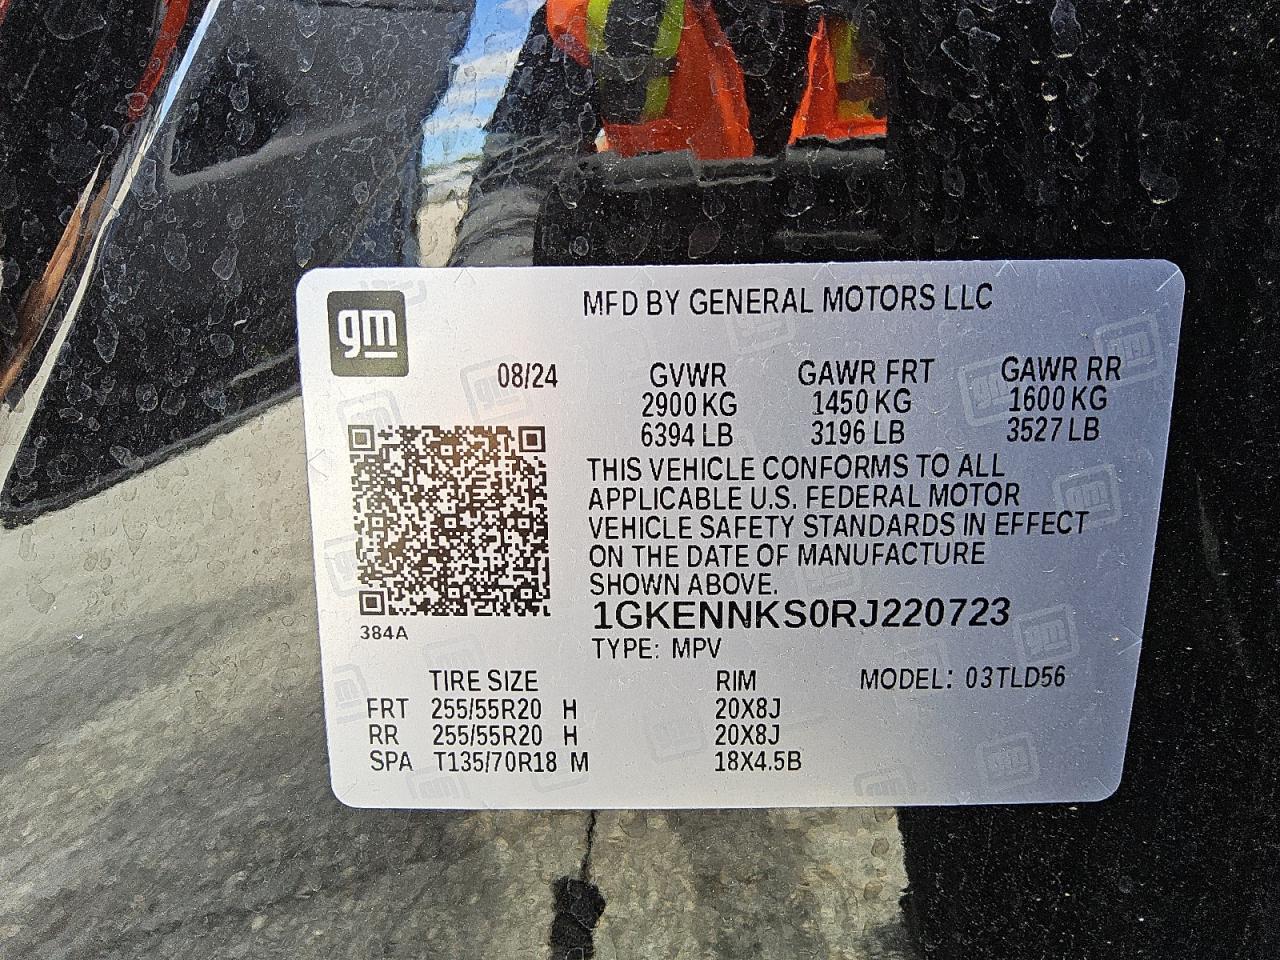 gm
MFD BY GENERAL MOTORS LLC
08/24
GVWR GAWR FRT GAWR RR
2900 KG 1450 KG 1600 KG
6394 LB 3196 LB 3527 LB
THIS VEHICLE CONFORMS TO ALL
APPLICABLE U.S. FEDERAL MOTOR
VEHICLE SAFETY STANDARDS IN EFFECT
ON THE DATE OF MANUFACTURE
SHOWN ABOVE.
1GKENNKS0RJ220723
384A
TYPE: MPV
TIRE SIZE RIM MODEL: 03TLD56
FRT 255/55R20 H 20X8J
RR 255/55R20 H 20X8J
SPA T135/70R18 M 18X4.5B